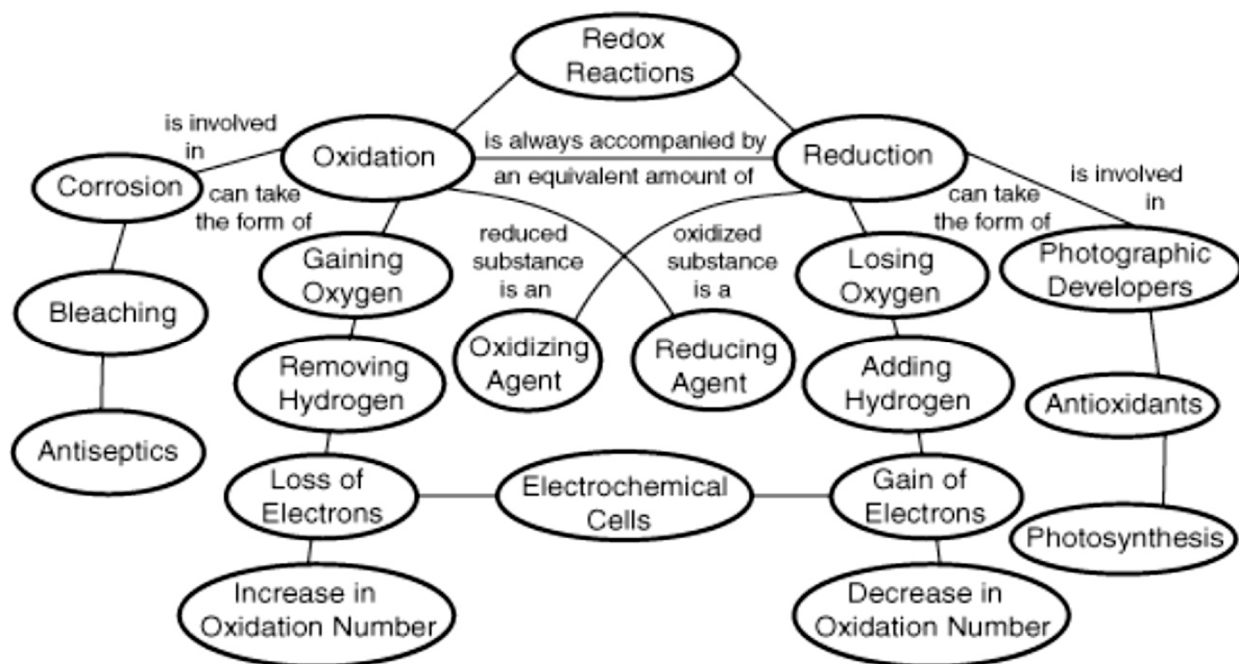 Redox
Reactions
is involved
in
Oxidation
is always accompanied by
an equivalent amount of
Reduction
is involved
in
Corrosion
can take
the form of
can take
the form of
Gaining
Oxygen
reduced
substance
is an
oxidized
substance
is a
Losing
Oxygen
Photographic
Developers
Bleaching
Removing
Hydrogen
Oxidizing
Agent
Reducing
Agent
Adding
Hydrogen
Antioxidants
Antiseptics
Loss of
Electrons
Electrochemical
Cells
Gain of
Electrons
Photosynthesis
Increase in
Oxidation Number
Decrease in
Oxidation Number